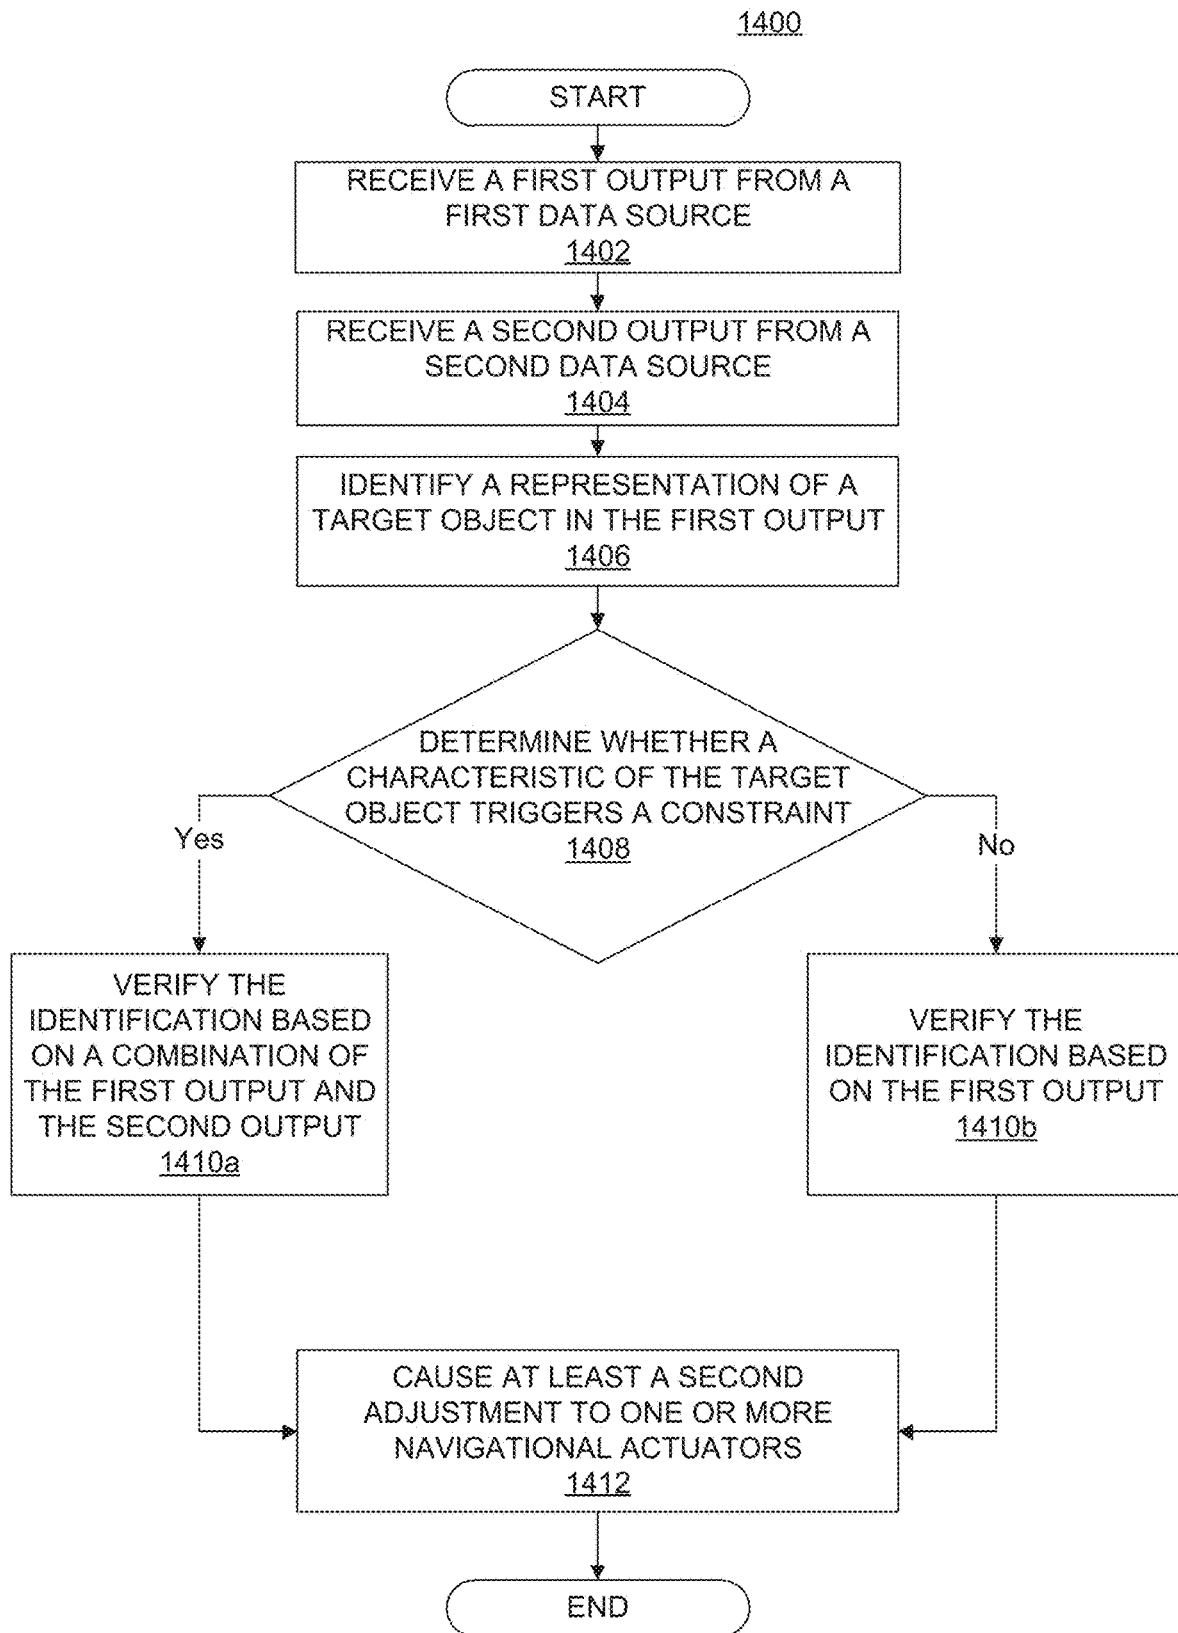 1400
START
RECEIVE A FIRST OUTPUT FROM A
FIRST DATA SOURCE
1402
RECEIVE A SECOND OUTPUT FROM A
SECOND DATA SOURCE
1404
IDENTIFY A REPRESENTATION OF A
TARGET OBJECT IN THE FIRST OUTPUT
1406
DETERMINE WHETHER A
CHARACTERISTIC OF THE TARGET
OBJECT TRIGGERS A CONSTRAINT
1408
Yes
No
VERIFY THE
IDENTIFICATION BASED
ON A COMBINATION OF
THE FIRST OUTPUT AND
THE SECOND OUTPUT
1410a
VERIFY THE
IDENTIFICATION BASED
ON THE FIRST OUTPUT
1410b
CAUSE AT LEAST A SECOND
ADJUSTMENT TO ONE OR MORE
NAVIGATIONAL ACTUATORS
1412
END